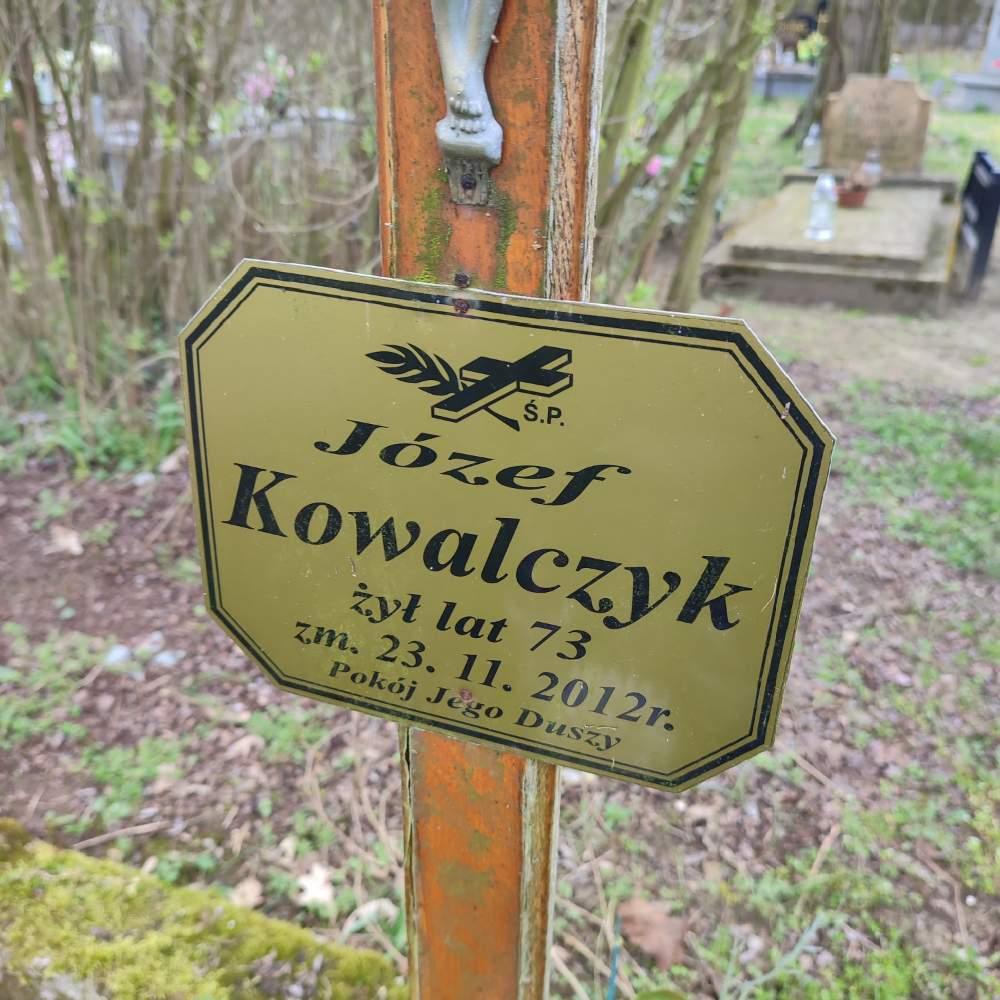 Ś.P.
Józef
Kowalczyk
żył lat 73
zm. 23. 11. 2012r.
Pokój Jego Duszy